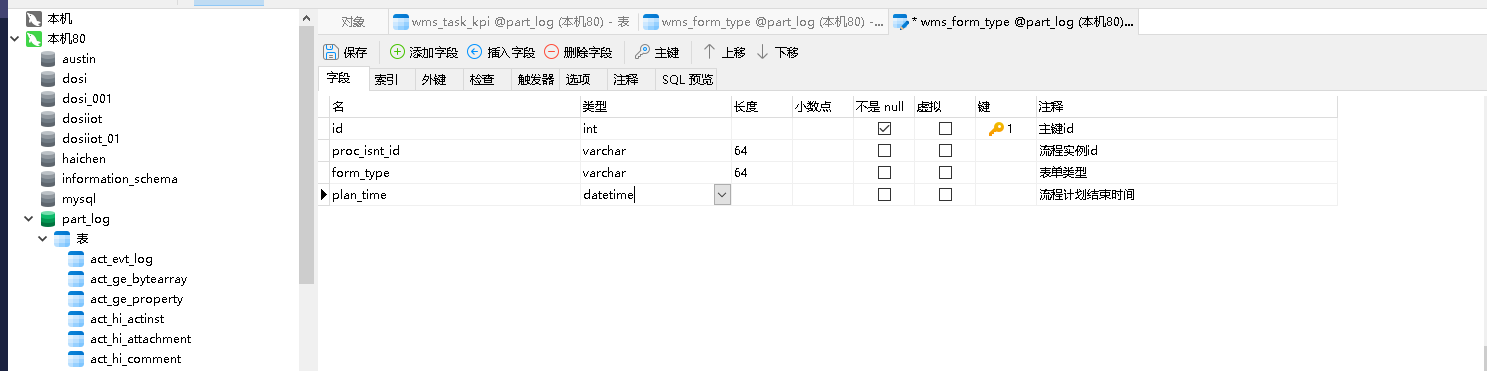 本机
本机80
austin
dosi
dosi_001
dosiiot
dosiiot_01
haichen
information_schema
mysql
part_log
表
act_evt_log
act_ge_bytearray
act_ge_property
act_hi_actinst
act_hi_attachment
act_hi_comment
对象 wms_task_kpi @part_log (本机80) - 表 wms_form_type @part_log (本机80) -... * wms_form_type @part_log (本机80)...
保存 添加字段 插入字段 删除字段 主键 上移 下移
字段 索引 外键 检查 触发器 选项 注释 SQL 预览
名 类型 长度 小数点 不是 null 虚拟 键 注释
id int 1 主键id
proc_isnt_id varchar 64 流程实例id
form_type varchar 64 表单类型
plan_time datetime 流程计划结束时间